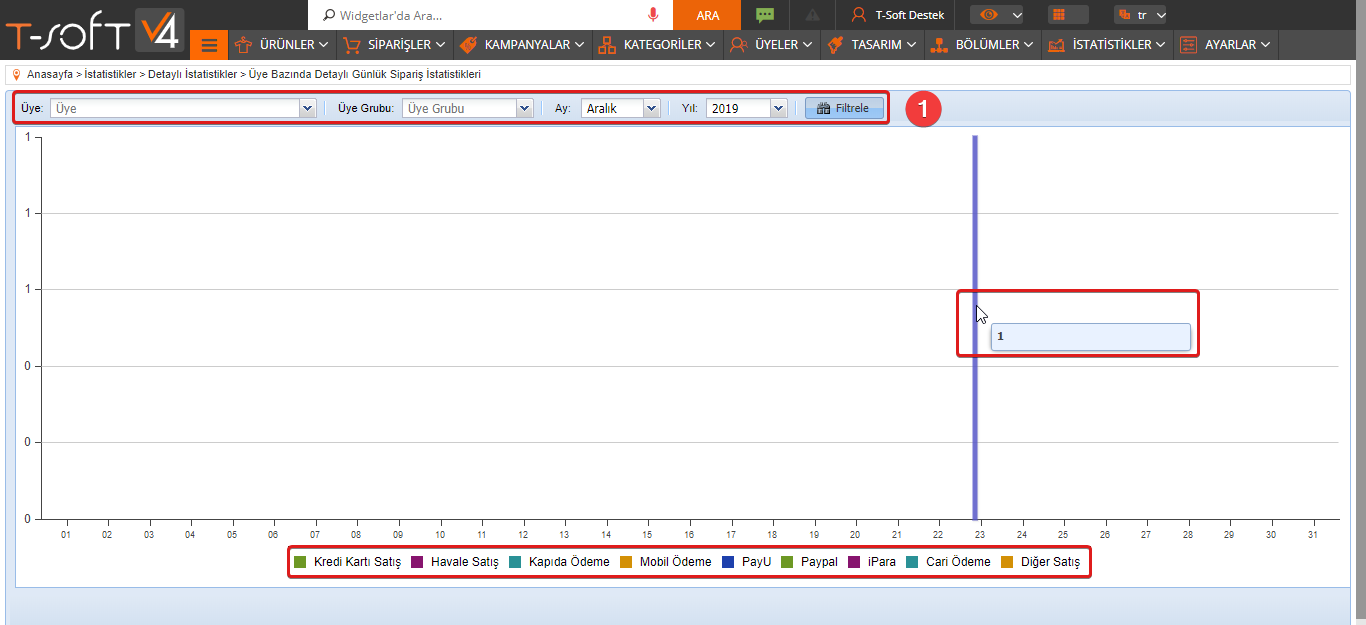 T-SOFT V4
Widgetlar'da Ara...
ARA
T-Soft Destek
tr
ÜRÜNLER
SİPARİŞLER
KAMPANYALAR
KATEGORİLER
ÜYELER
TASARIM
BÖLÜMLER
İSTATİSTİKLER
AYARLAR
Anasayfa > İstatistikler > Detaylı İstatistikler > Üye Bazında Detaylı Günlük Sipariş İstatistikleri
Üye: Üye Üye Grubu: Üye Grubu Ay: Aralık Yıl: 2019 Filtrele 1
1
1
1
1
0
0
0
01 02 03 04 05 06 07 08 09 10 11 12 13 14 15 16 17 18 19 20 21 22 23 24 25 26 27 28 29 30 31
Kredi Kartı Satış Havale Satış Kapıda Ödeme Mobil Ödeme PayU Paypal iPara Cari Ödeme Diğer Satış